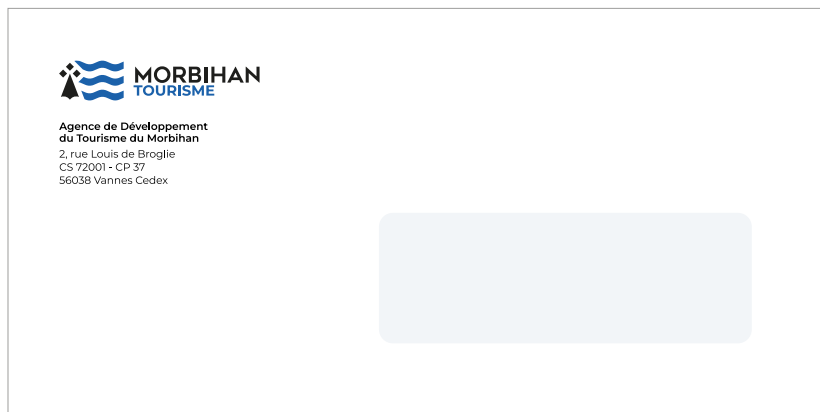 MORBIHAN
TOURISME
Agence de Développement
du Tourisme du Morbihan
2, rue Louis de Broglie
CS 72001 - CP 37
56038 Vannes Cedex